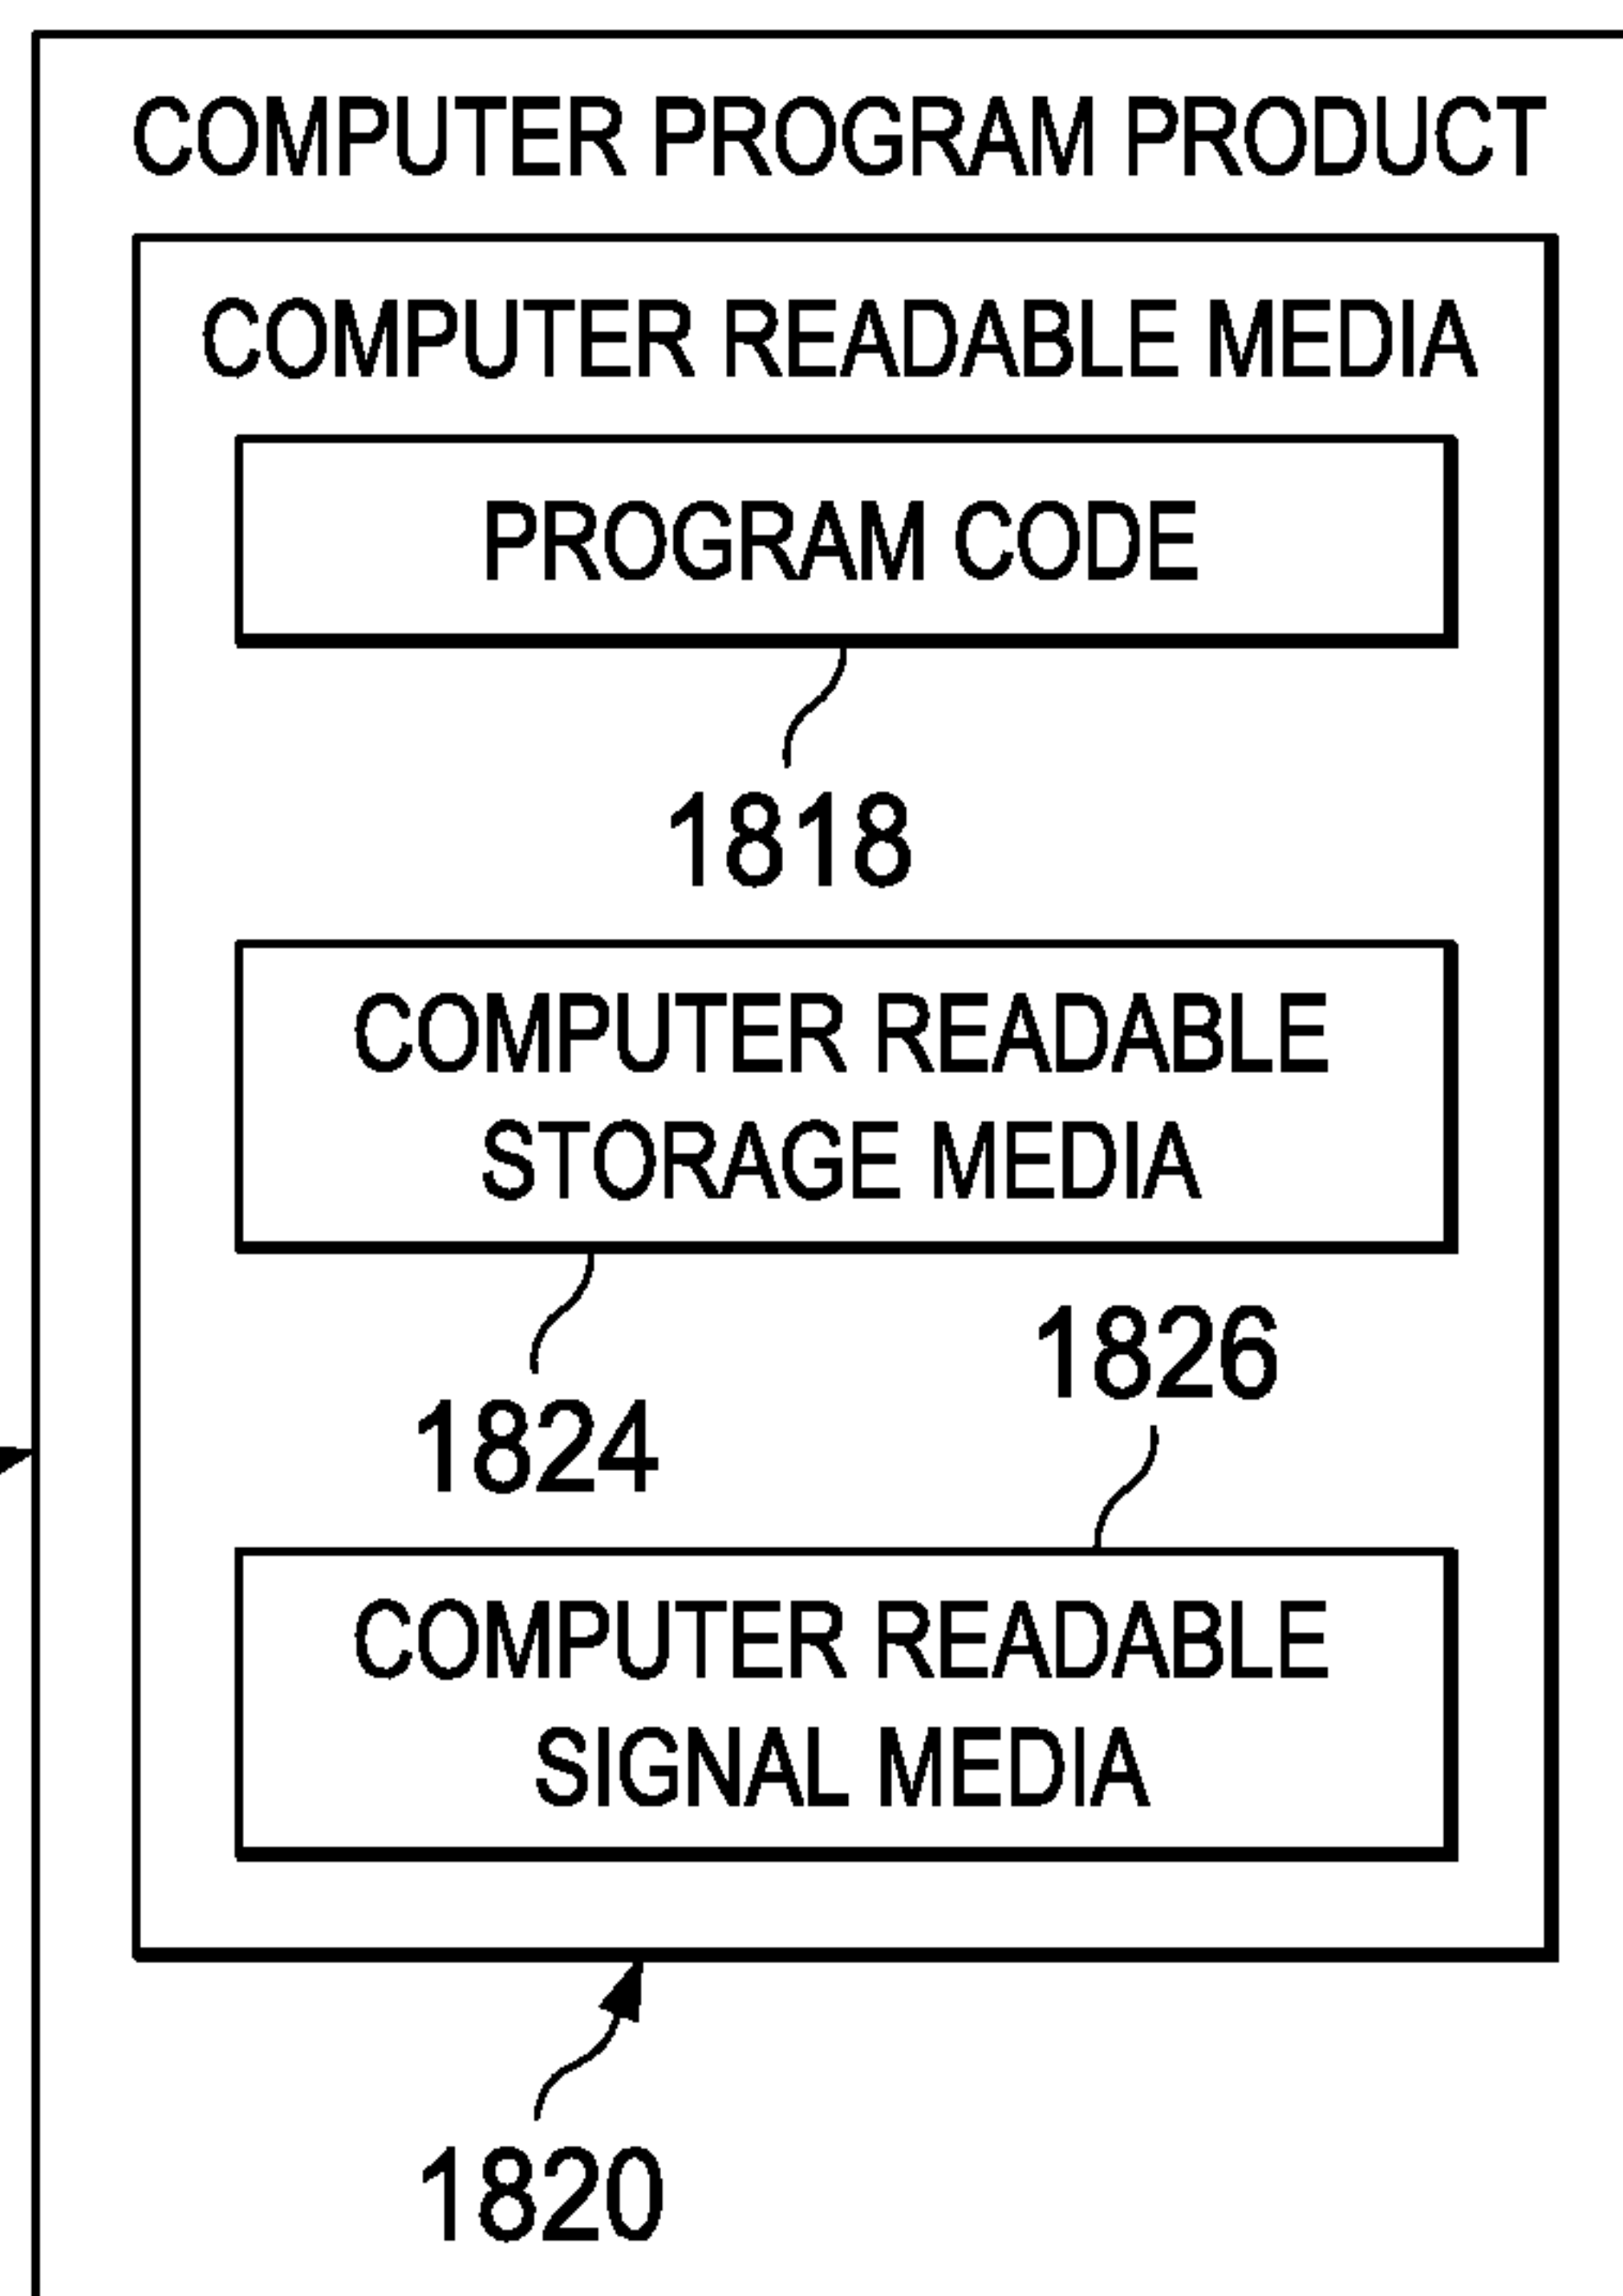 COMPUTER PROGRAM PRODUCT
COMPUTER READABLE MEDIA
PROGRAM CODE
1818
COMPUTER READABLE
STORAGE MEDIA
1826
1824
COMPUTER READABLE
SIGNAL MEDIA
1820